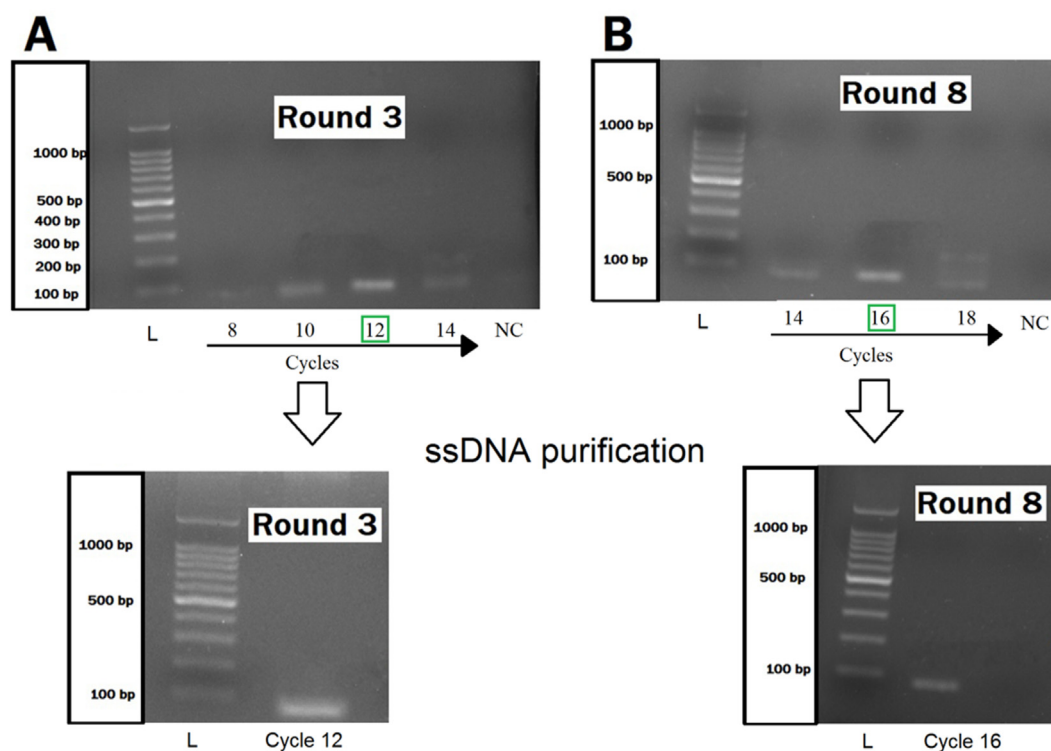 A
Round 3
1000 bp
500 bp
400 bp
300 bp
200 bp
100 bp
L
8 10 12 14 NC
Cycles
B
Round 8
1000 bp
500 bp
100 bp
L
14 16 18 NC
Cycles
ssDNA purification
Round 3
1000 bp
500 bp
100 bp
L Cycle 12
Round 8
1000 bp
500 bp
100 bp
L Cycle 16